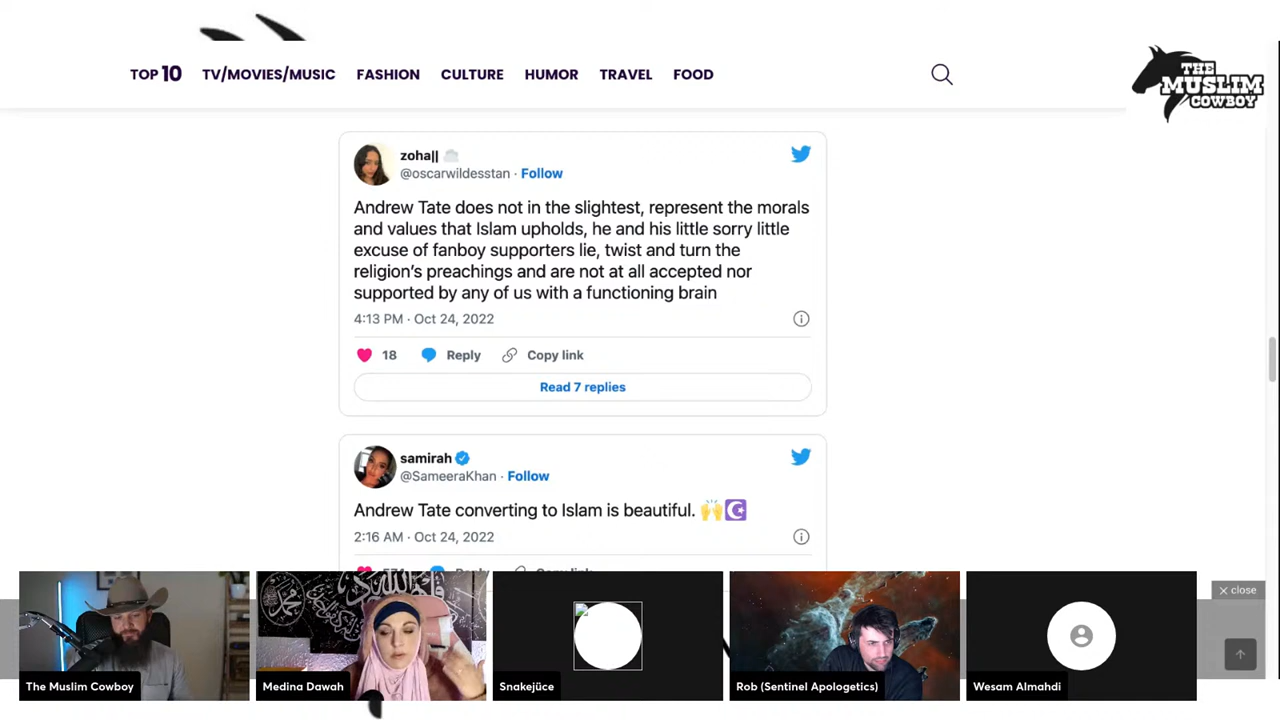 TOP 10 TV/MOVIES/MUSIC FASHION CULTURE HUMOR TRAVEL FOOD
THE
MUSLIM
COWBOY
zoha||
@oscarwildesstan · Follow
Andrew Tate does not in the slightest, represent the morals
and values that Islam upholds, he and his little sorry little
excuse of fanboy supporters lie, twist and turn the
religion’s preachings and are not at all accepted nor
supported by any of us with a functioning brain
4:13 PM · Oct 24, 2022
18 Reply Copy link
Read 7 replies
samirah
@SameeraKhan · Follow
Andrew Tate converting to Islam is beautiful. 🙌☪️
2:16 AM · Oct 24, 2022
close
The Muslim Cowboy
Medina Dawah
Snakejüce
Rob (Sentinel Apologetics)
Wesam Almahdi